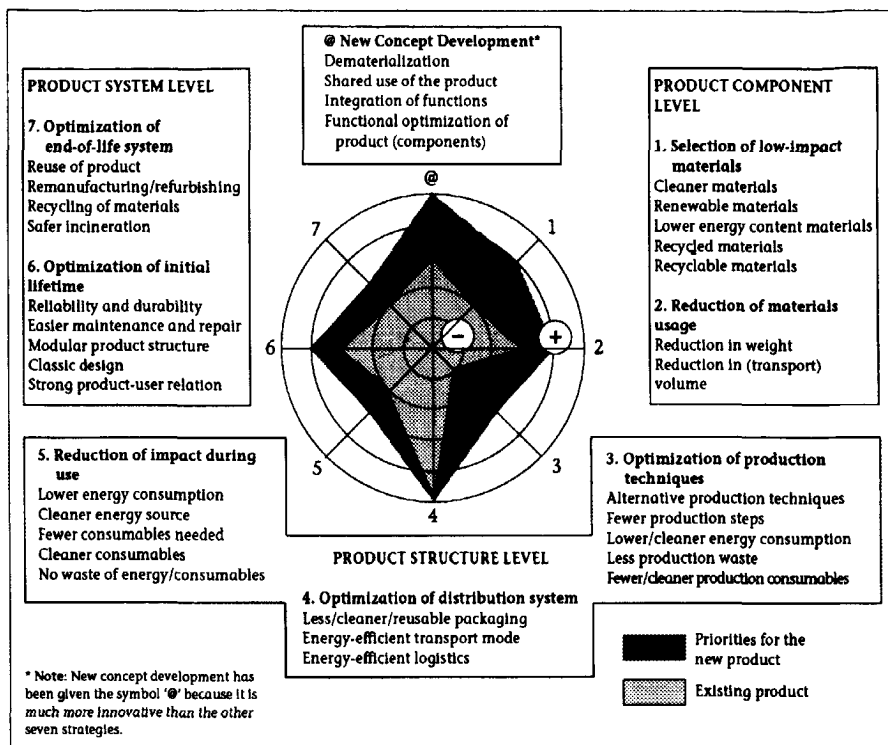 @ New Concept Development*
Dematerialization
Shared use of the product
Integration of functions
Functional optimization of
product (components)
PRODUCT SYSTEM LEVEL
7. Optimization of
end-of-life system
Reuse of product
Remanufacturing/refurbishing
Recycling of materials
Safer incineration
6. Optimization of initial
lifetime
Reliability and durability
Easier maintenance and repair
Modular product structure
Classic design
Strong product-user relation
PRODUCT COMPONENT
LEVEL
1. Selection of low-impact
materials
Cleaner materials
Renewable materials
Lower energy content materials
Recycled materials
Recyclable materials
2. Reduction of materials
usage
Reduction in weight
Reduction in (transport)
volume
@
7
1
6
−
+
2
5
3
4
5. Reduction of impact during
use
Lower energy consumption
Cleaner energy source
Fewer consumables needed
Cleaner consumables
No waste of energy/consumables
PRODUCT STRUCTURE LEVEL
4. Optimization of distribution system
Less/cleaner/reusable packaging
Energy-efficient transport mode
Energy-efficient logistics
3. Optimization of production
techniques
Alternative production techniques
Fewer production steps
Lower/cleaner energy consumption
Less production waste
Fewer/cleaner production consumables
Priorities for the
new product
Existing product
* Note: New concept development has
been given the symbol '@' because it is
much more innovative than the other
seven strategies.